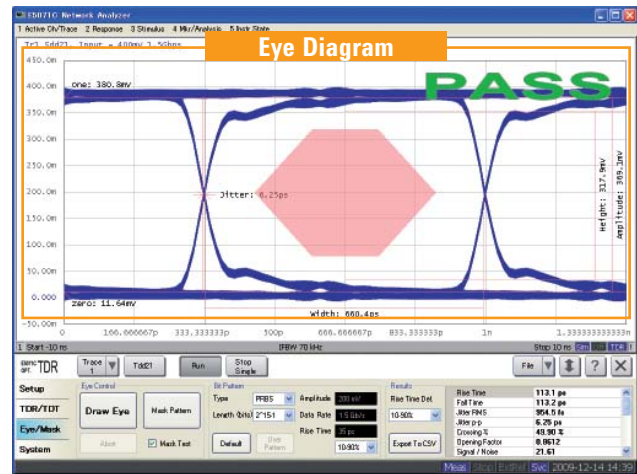 E5071C Network Analyzer
1 Active Ch/Trace 2 Response 3 Stimulus 4 Mkr/Analysis 5 Instr State
Tr1 Sdd21 Input = 400mV 1.5Gbps
Eye Diagram
450.0m
PASS
one: 380.8mV
400.0m
350.0m
300.0m
250.0m
200.0m
Jitter: 6.25ps
Height: 317.9mV
Amplitude: 369.1mV
150.0m
100.0m
50.00m
0.000
zero: 11.64mV
Width: 660.4ps
-50.00m
0 166.666667p 333.333333p 500p 666.666667p 833.333333p 1n 1.33333333333n
1 Start -10 ns IFBW 70 kHz Stop 10 ns
TDR Trace 1 Tdd21 Run Stop Single File ? X
Setup Eye Control Bit Pattern Results
TDR/TDT Draw Eye Mask Pattern Type PRBS Amplitude 200 mV Rise Time Def.
Length (bits) 2^15-1 Data Rate 1.5 Gb/s 10-90%
Eye/Mask Abort Mask Test Default User Pattern Rise Time 35 ps 10-90% Export To CSV
System
Rise Time 113.1 ps
Fall Time 113.2 ps
Jitter RMS 954.5 fs
Jitter p-p 6.25 ps
Crossing % 49.90 %
Opening Factor 0.9612
Signal / Noise 21.61
Meas Stop ExtRef Svc 2009-12-14 14:39